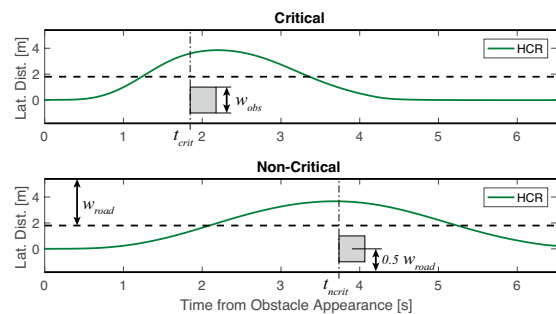 Critical
Lat. Dist. [m]
4
2
0
HCR
w_obs
t_crit
0 1 2 3 4 5 6
Non-Critical
Lat. Dist. [m]
4
2
0
w_road
HCR
0.5 w_road
0 1 2 3 4 5 6
t_ncrit
Time from Obstacle Appearance [s]